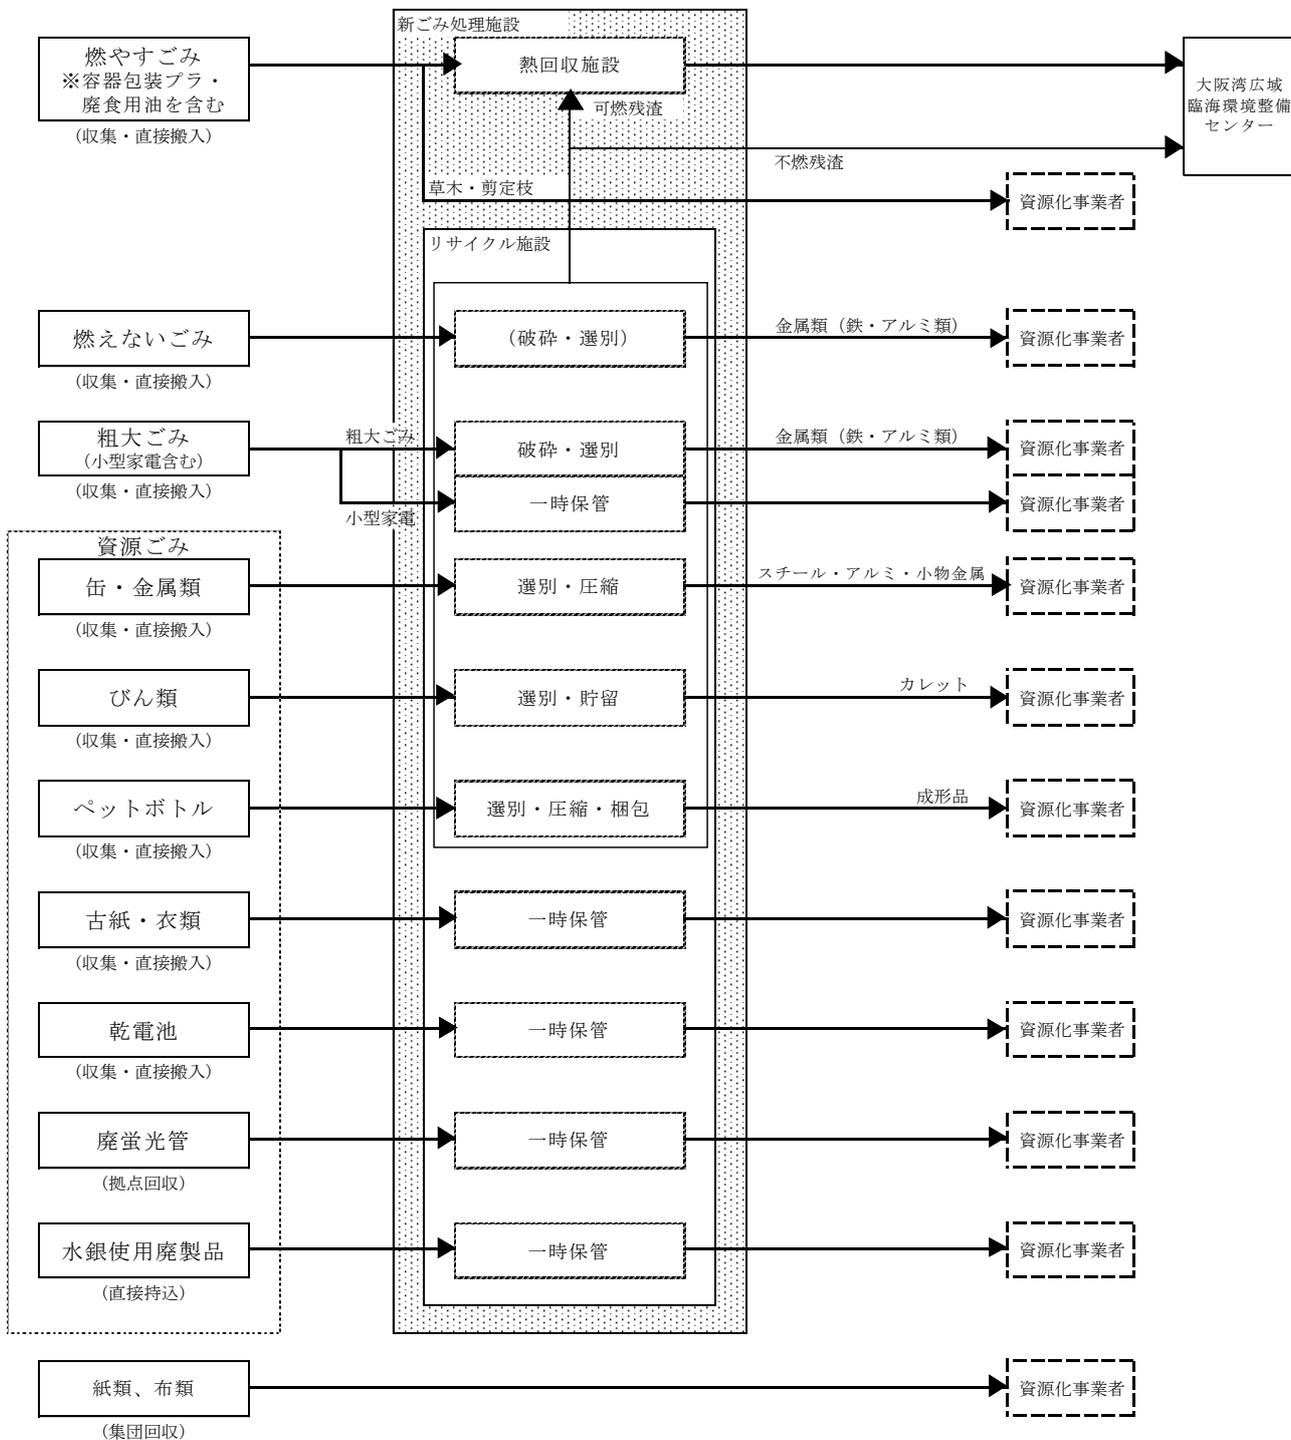 新ごみ処理施設
燃やすごみ
※容器包装プラ・
廃食用油を含む
(収集・直接搬入)
熱回収施設
可燃残渣
大阪湾広域
臨海環境整備
センター
不燃残渣
草木・剪定枝
資源化事業者
リサイクル施設
燃えないごみ
(収集・直接搬入)
(破砕・選別)
金属類(鉄・アルミ類)
資源化事業者
粗大ごみ
(小型家電含む)
(収集・直接搬入)
粗大ごみ
破砕・選別
金属類(鉄・アルミ類)
資源化事業者
小型家電
一時保管
資源化事業者
資源ごみ
缶・金属類
(収集・直接搬入)
選別・圧縮
スチール・アルミ・小物金属
資源化事業者
びん類
(収集・直接搬入)
選別・貯留
カレット
資源化事業者
ペットボトル
(収集・直接搬入)
選別・圧縮・梱包
成形品
資源化事業者
古紙・衣類
(収集・直接搬入)
一時保管
資源化事業者
乾電池
(収集・直接搬入)
一時保管
資源化事業者
廃蛍光管
(拠点回収)
一時保管
資源化事業者
水銀使用廃製品
(直接持込)
一時保管
資源化事業者
紙類、布類
(集団回収)
資源化事業者